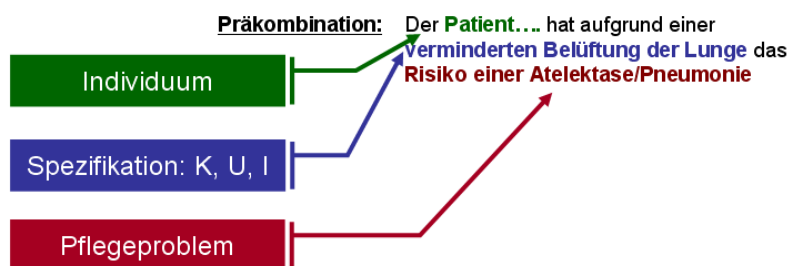 Präkombination: Der Patient.... hat aufgrund einer
verminderten Belüftung der Lunge das
Risiko einer Atelektase/Pneumonie
Individuum
Spezifikation: K, U, I
Pflegeproblem